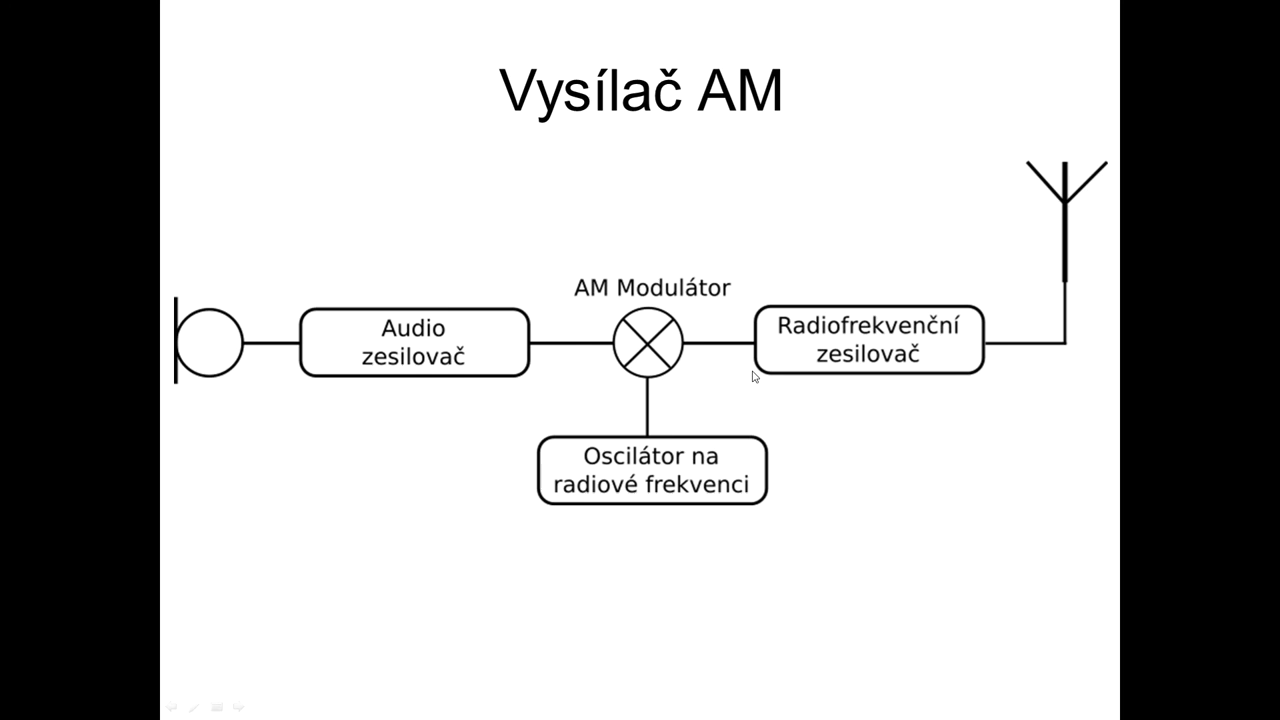 Vysílač AM
AM Modulátor
Audio
zesilovač
Radiofrekvenční
zesilovač
Oscilátor na
radiové frekvenci